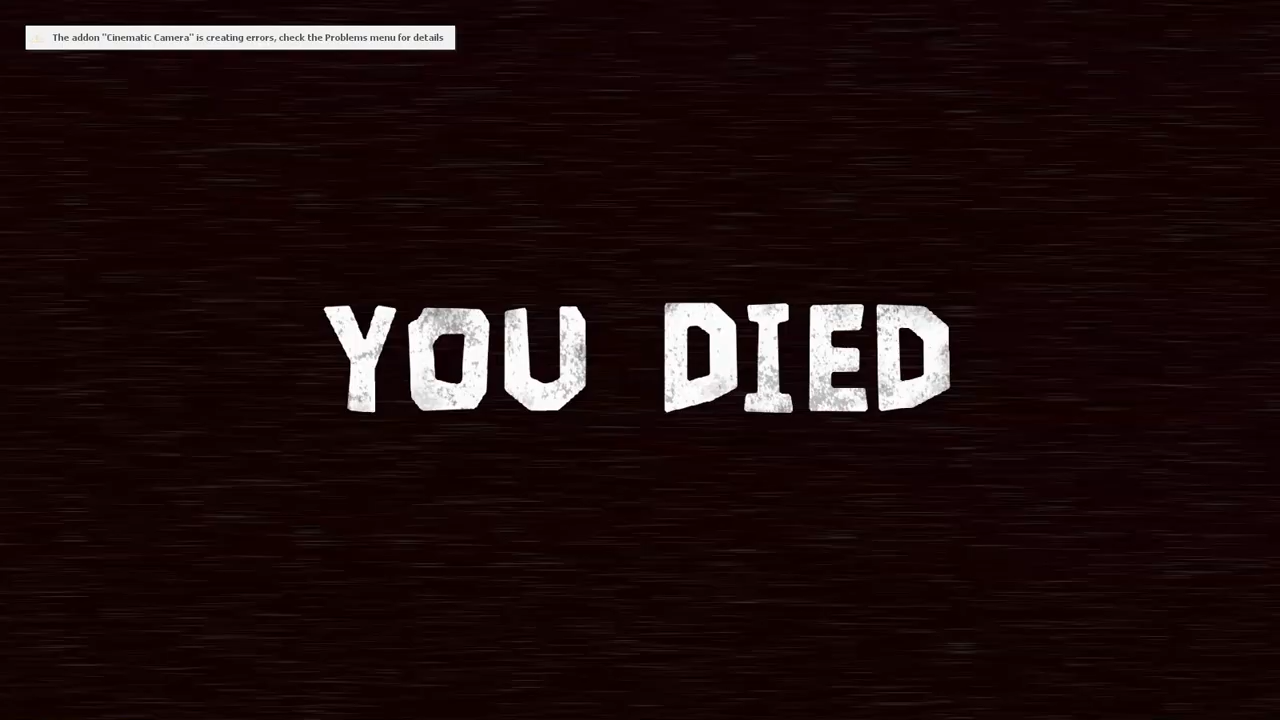 The addon "Cinematic Camera" is creating errors, check the Problems menu for details
YOU DIED